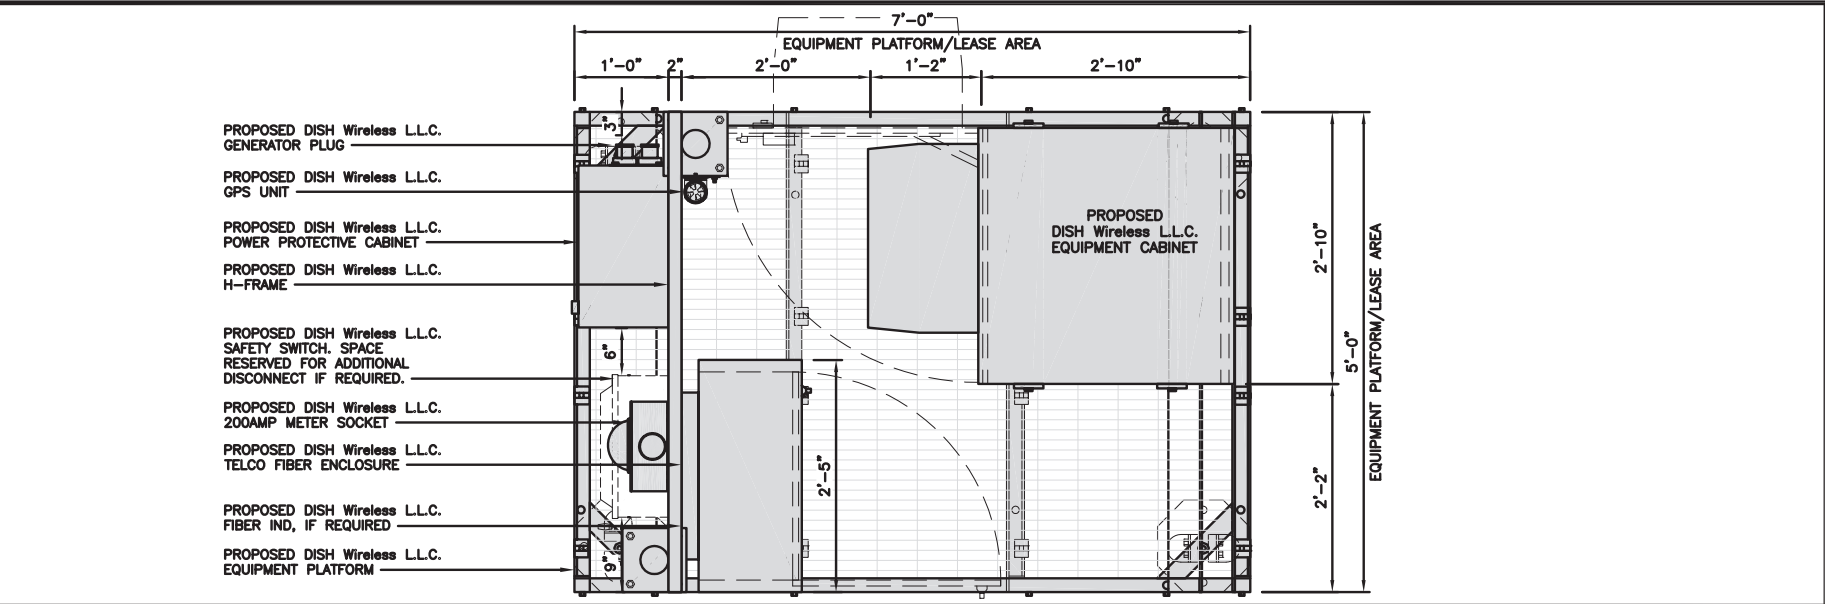 7'-0"
EQUIPMENT PLATFORM/LEASE AREA
1'-0" 2" 2'-0" 1'-2" 2'-10"
3"
PROPOSED DISH Wireless L.L.C.
GENERATOR PLUG
PROPOSED DISH Wireless L.L.C.
GPS UNIT
PROPOSED DISH Wireless L.L.C.
POWER PROTECTIVE CABINET
PROPOSED DISH Wireless L.L.C.
H-FRAME
PROPOSED DISH Wireless L.L.C.
SAFETY SWITCH. SPACE
RESERVED FOR ADDITIONAL
DISCONNECT IF REQUIRED.
PROPOSED DISH Wireless L.L.C.
200AMP METER SOCKET
PROPOSED DISH Wireless L.L.C.
TELCO FIBER ENCLOSURE
PROPOSED DISH Wireless L.L.C.
FIBER IND, IF REQUIRED
PROPOSED DISH Wireless L.L.C.
EQUIPMENT PLATFORM
6"
9"
2'-5"
PROPOSED
DISH Wireless L.L.C.
EQUIPMENT CABINET
2'-10"
2'-2"
5'-0"
EQUIPMENT PLATFORM/LEASE AREA